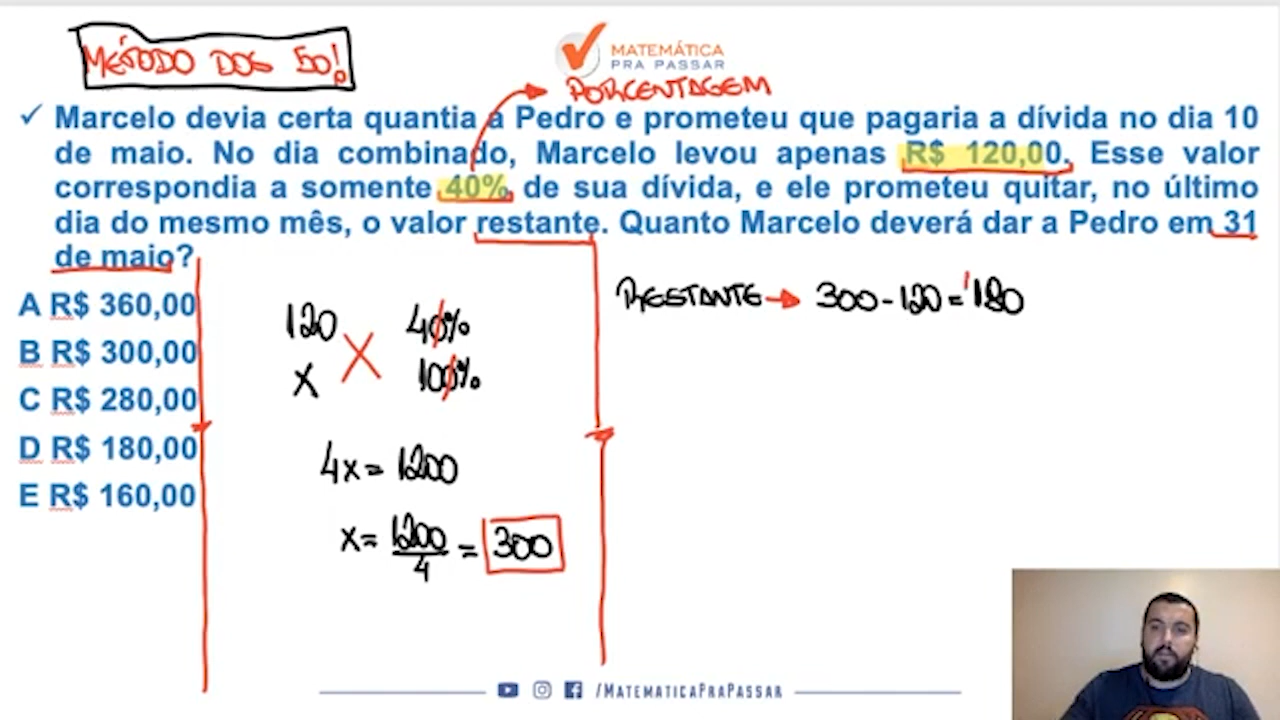 MÉTODO DOS 50!
MATEMÁTICA
PRA PASSAR
PORCENTAGEM
✓ Marcelo devia certa quantia a Pedro e prometeu que pagaria a dívida no dia 10
de maio. No dia combinado, Marcelo levou apenas R$ 120,00. Esse valor
correspondia a somente 40% de sua dívida, e ele prometeu quitar, no último
dia do mesmo mês, o valor restante. Quanto Marcelo deverá dar a Pedro em 31
de maio?
A R$ 360,00
B R$ 300,00
C R$ 280,00
D R$ 180,00
E R$ 160,00
120 40%
x 100%
4x = 1200
x = 1200/4 = 300
RESTANTE → 300 - 120 = 180
/MATEMATICAPRAPASSAR